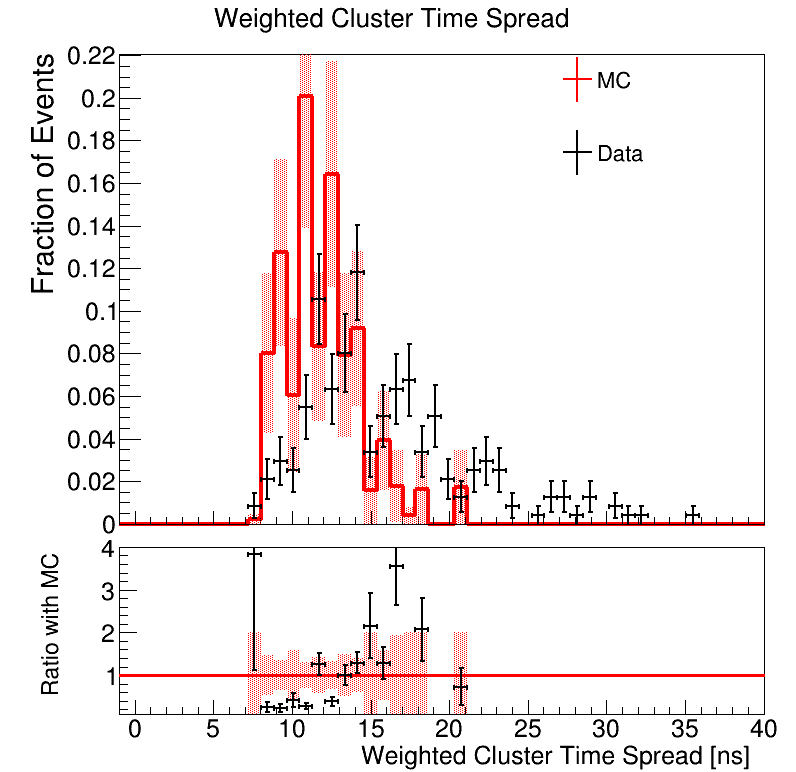 Weighted Cluster Time Spread
Fraction of Events
0.22
0.2
0.18
0.16
0.14
0.12
0.1
0.08
0.06
0.04
0.02
0
MC
Data
Ratio with MC
4
3
2
1
0 5 10 15 20 25 30 35 40
Weighted Cluster Time Spread [ns]